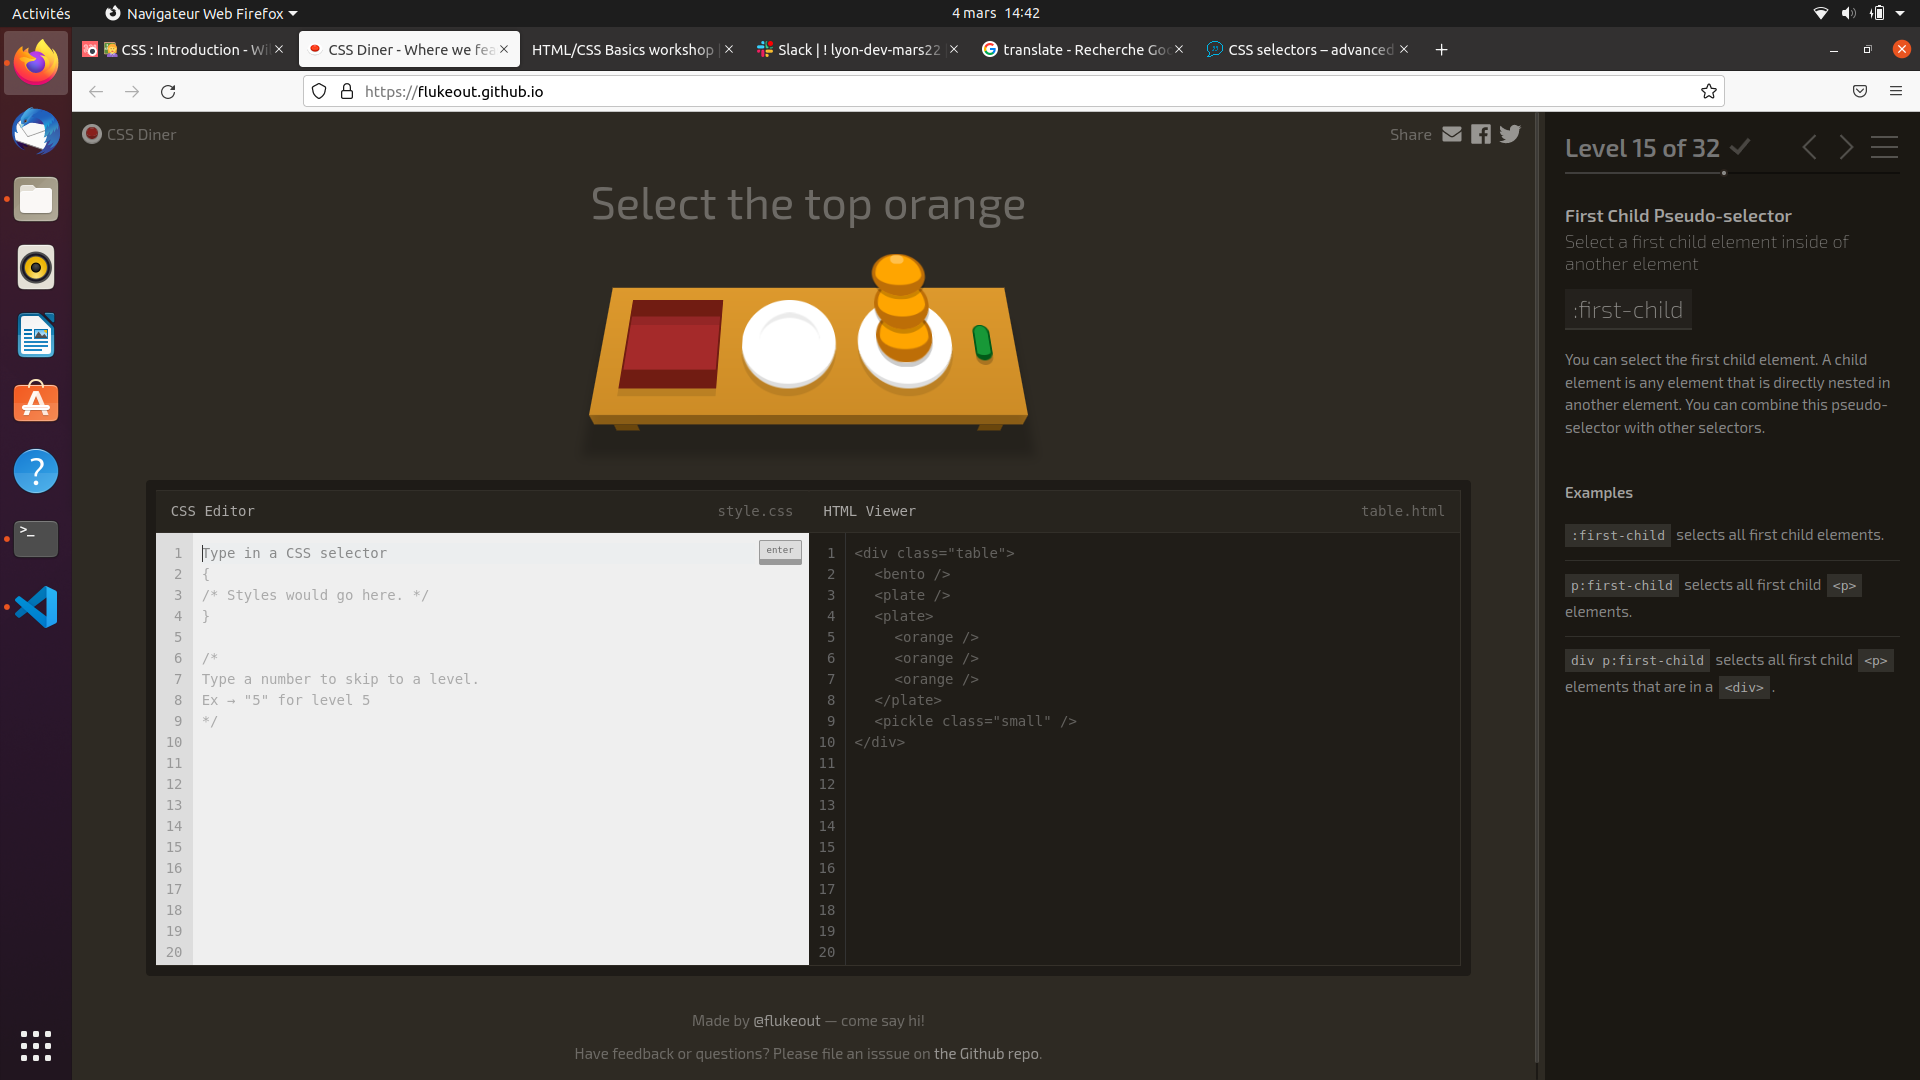 Activités
Navigateur Web Firefox
4 mars 14:42
CSS : Introduction - Wi
CSS Diner - Where we fea
HTML/CSS Basics workshop
Slack | ! lyon-dev-mars22
translate - Recherche Goo
CSS selectors – advanced
https://flukeout.github.io
CSS Diner
Share
Select the top orange
CSS Editor
style.css
HTML Viewer
table.html
1 Type in a CSS selector
enter
2 {
3 /* Styles would go here. */
4 }
5
6 /*
7 Type a number to skip to a level.
8 Ex → "5" for level 5
9 */
10
11
12
13
14
15
16
17
18
19
20
1 <div class="table">
2 <bento />
3 <plate />
4 <plate>
5 <orange />
6 <orange />
7 <orange />
8 </plate>
9 <pickle class="small" />
10 </div>
11
12
13
14
15
16
17
18
19
20
Made by @flukeout — come say hi!
Have feedback or questions? Please file an isssue on the Github repo.
Level 15 of 32
First Child Pseudo-selector
Select a first child element inside of
another element
:first-child
You can select the first child element. A child
element is any element that is directly nested in
another element. You can combine this pseudo-
selector with other selectors.
Examples
:first-child selects all first child elements.
p:first-child selects all first child <p>
elements.
div p:first-child selects all first child <p>
elements that are in a <div> .